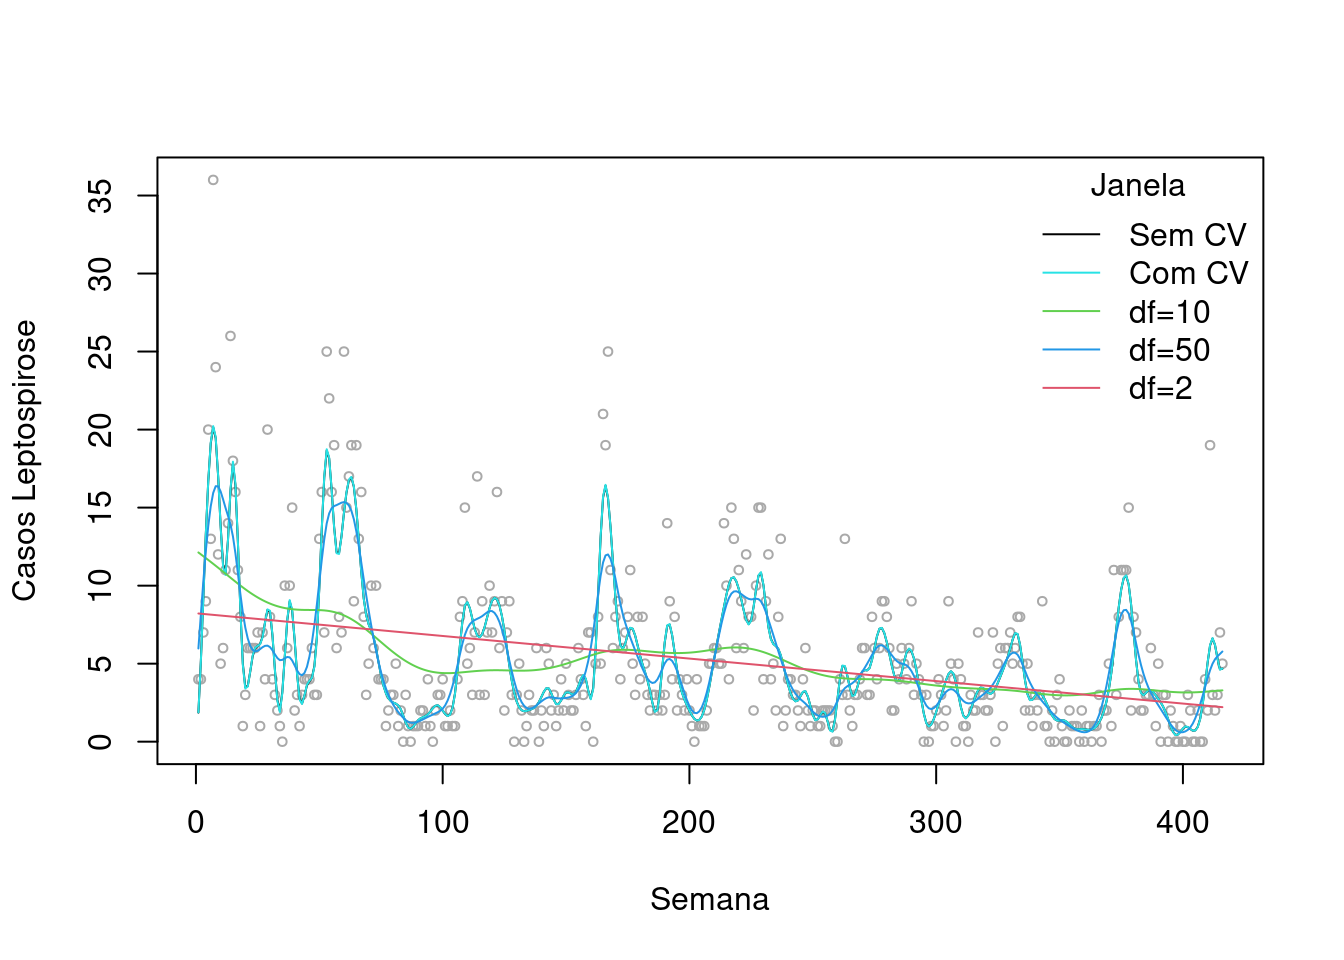 Janela
Sem CV
Com CV
df=10
df=50
df=2
Casos Leptospirose
35
30
25
20
15
10
5
0
0 100 200 300 400
Semana